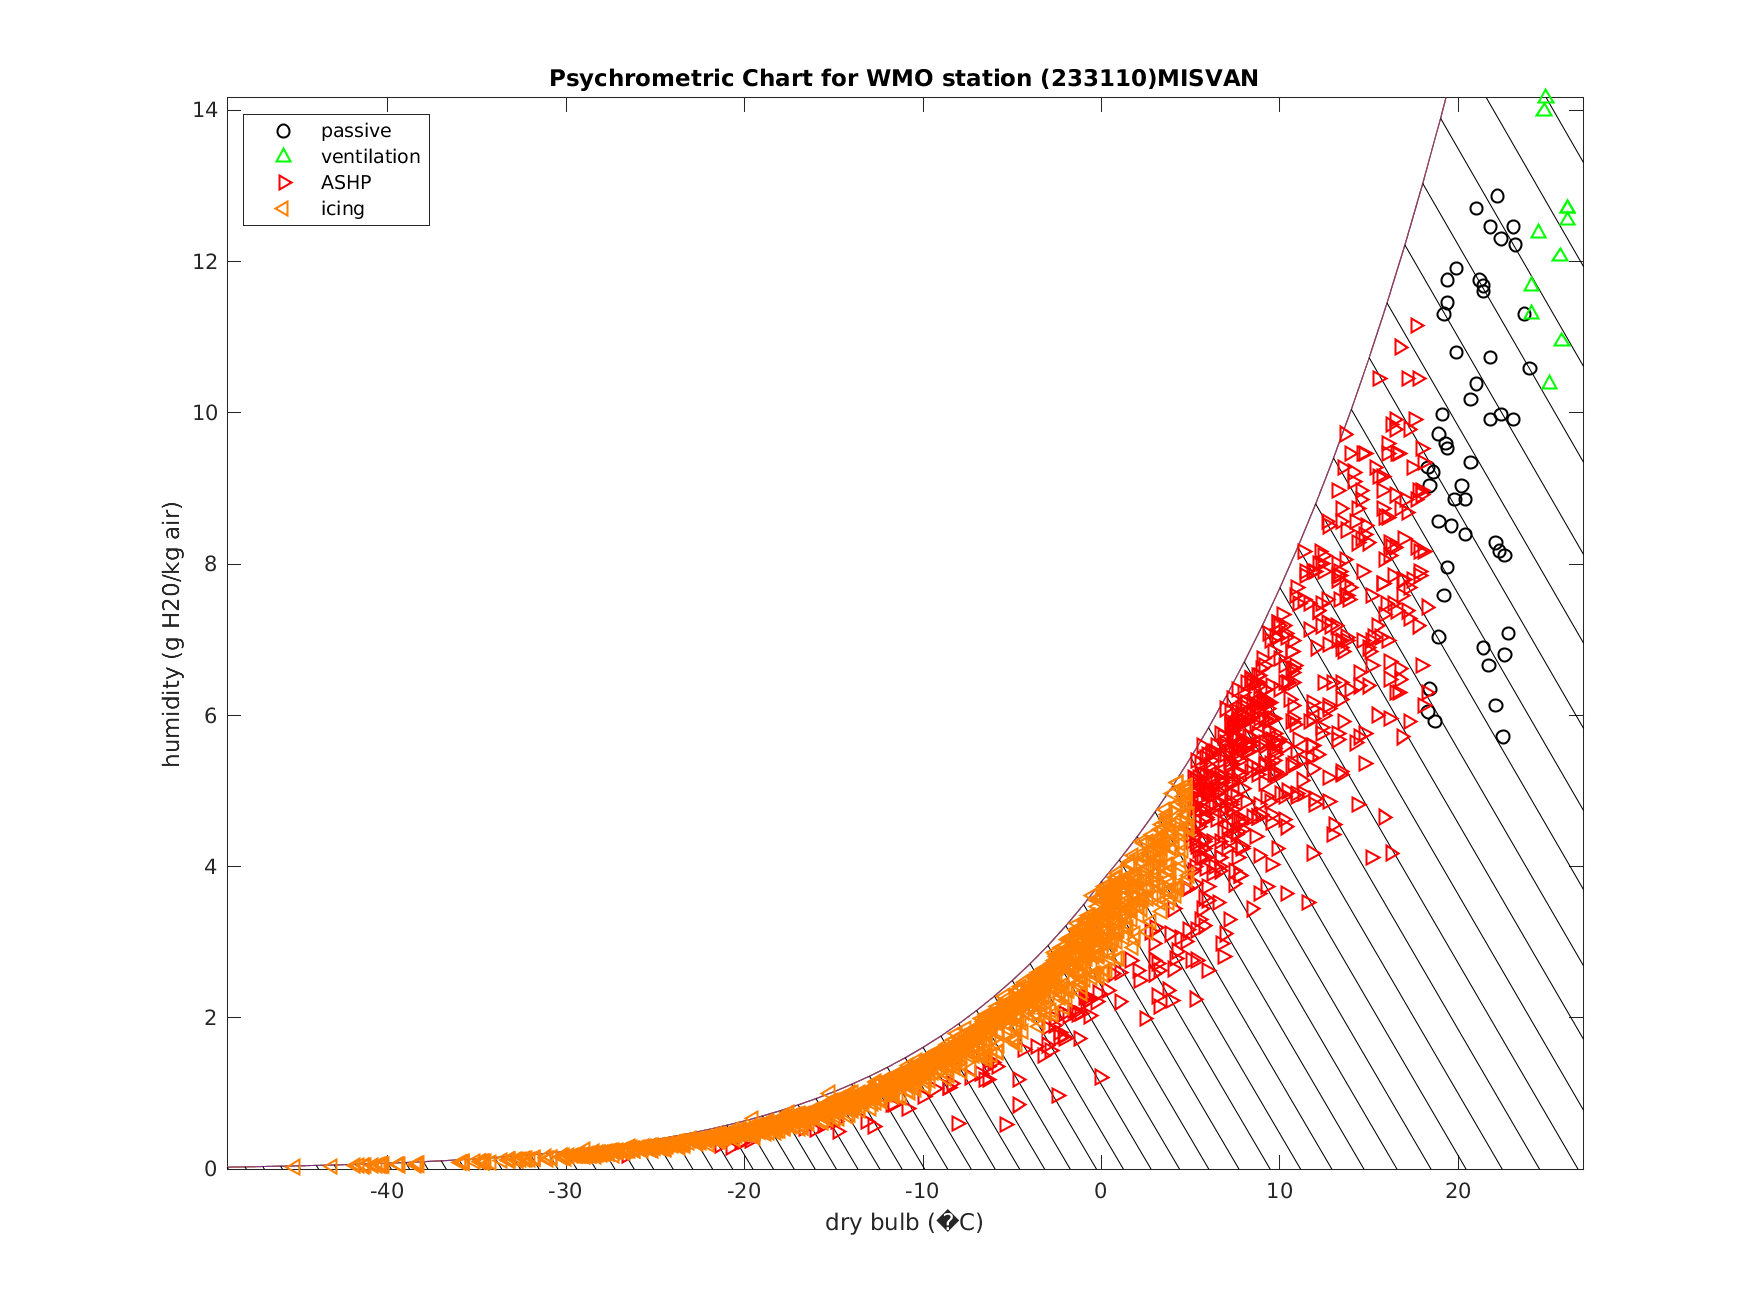 Psychrometric Chart for WMO station (233110)MISVAN
14
12
10
8
6
4
2
0
humidity (g H20/kg air)
passive
ventilation
ASHP
icing
-40
-30
-20
-10
0
10
20
dry bulb (�C)